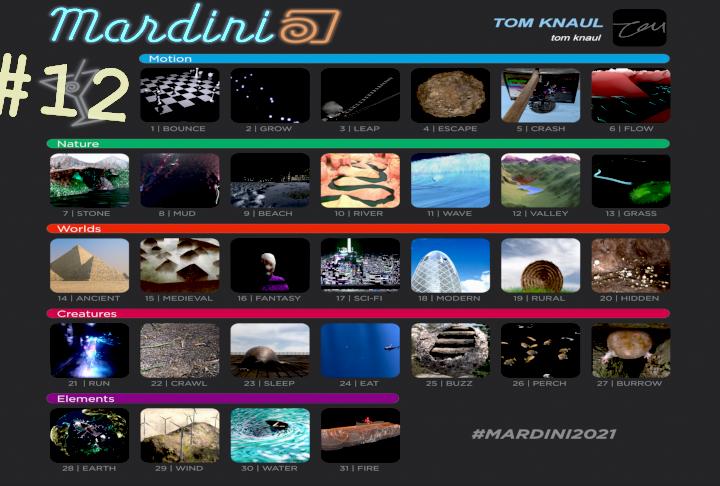 Mardini
TOM KNAUL
tom knaul
#12
Motion
1 | BOUNCE
2 | GROW
3 | LEAP
4 | ESCAPE
5 | CRASH
6 | FLOW
Nature
7 | STONE
8 | MUD
9 | BEACH
10 | RIVER
11 | WAVE
12 | VALLEY
13 | GRASS
Worlds
14 | ANCIENT
15 | MEDIEVAL
16 | FANTASY
17 | SCI-FI
18 | MODERN
19 | RURAL
20 | HIDDEN
Creatures
21 | RUN
22 | CRAWL
23 | SLEEP
24 | EAT
25 | BUZZ
26 | PERCH
27 | BURROW
Elements
28 | EARTH
29 | WIND
30 | WATER
31 | FIRE
#MARDINI2021